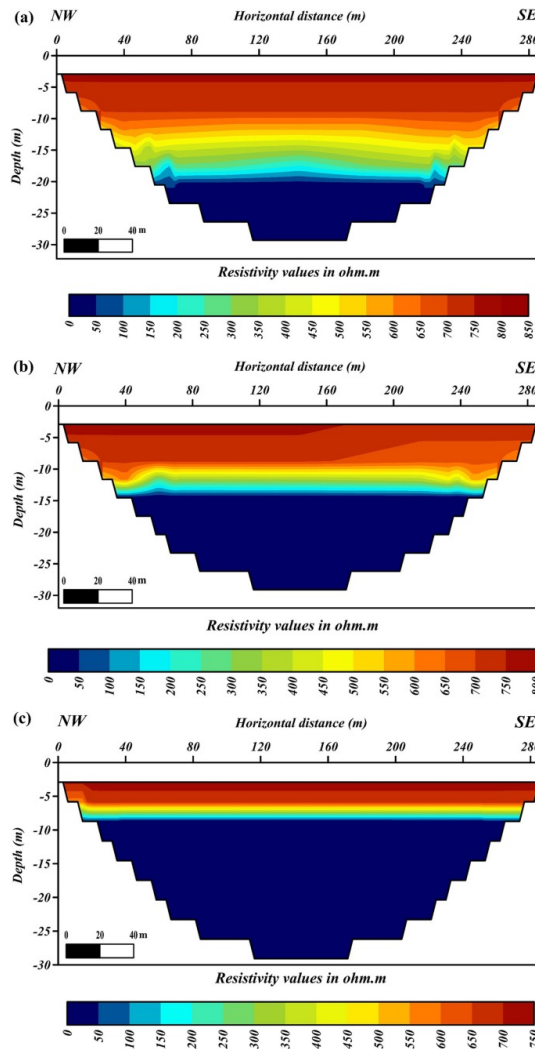 (a) NW Horizontal distance (m) SE
0 40 80 120 160 200 240 280
0
-5
-10
-15
-20
-25
-30
Depth (m)
0 20 40 m
Resistivity values in ohm.m
0 50 100 150 200 250 300 350 400 450 500 550 600 650 700 750 800 850
(b) NW Horizontal distance (m) SE
0 40 80 120 160 200 240 280
0
-5
-10
-15
-20
-25
-30
Depth (m)
0 20 40 m
Resistivity values in ohm.m
0 50 100 150 200 250 300 350 400 450 500 550 600 650 700 750 800
(c) NW Horizontal distance (m) SE
0 40 80 120 160 200 240 280
0
-5
-10
-15
-20
-25
-30
Depth (m)
0 20 40 m
Resistivity values in ohm.m
0 50 100 150 200 250 300 350 400 450 500 550 600 650 700 750